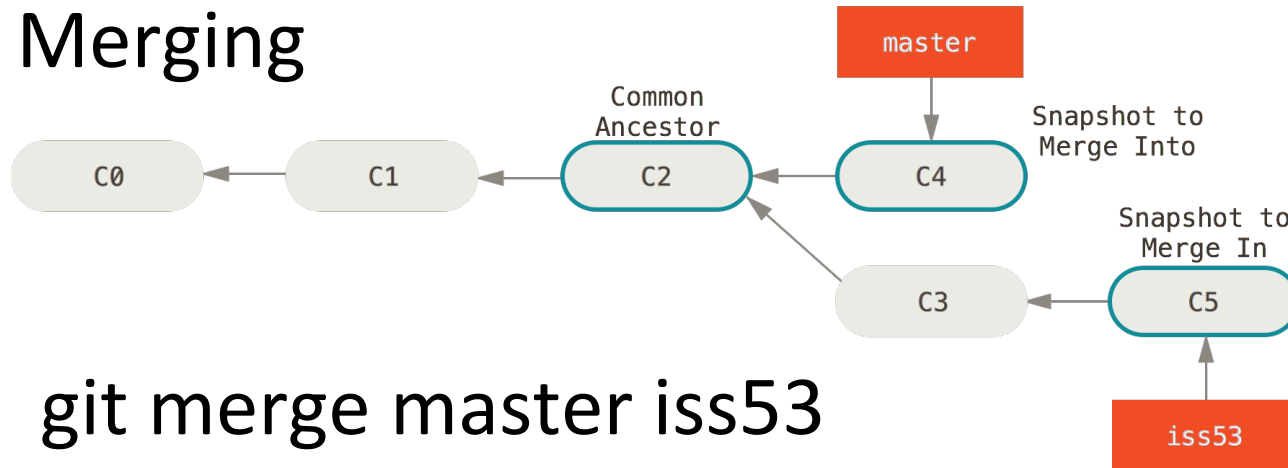 Merging
master
Common
Ancestor
Snapshot to
Merge Into
C0
C1
C2
C4
Snapshot to
Merge In
C3
C5
git merge master iss53
iss53